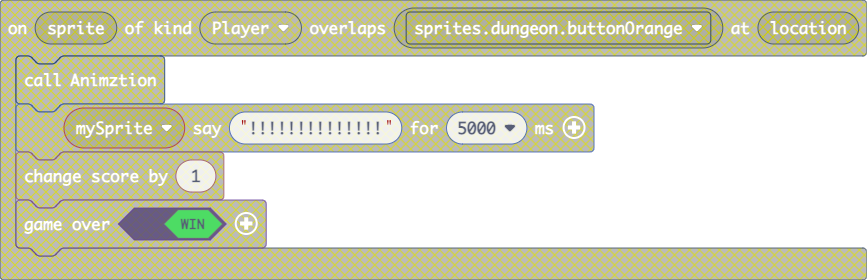 on sprite of kind Player overlaps sprites.dungeon.buttonOrange at location
call Animztion
mySprite say "!!!!!!!!!!!!!!" for 5000 ms
change score by 1
game over WIN